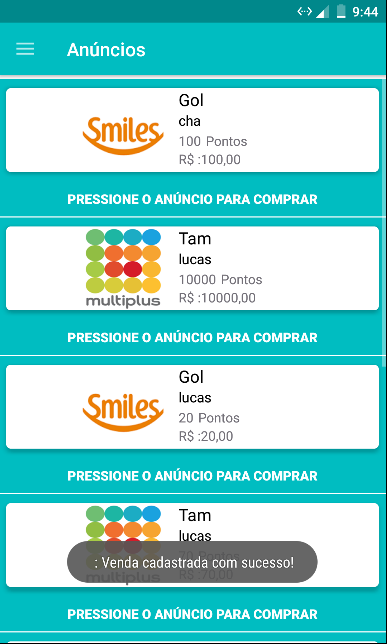 9:44
Anúncios
Smiles
Gol
cha
100 Pontos
R$ :100,00
PRESSIONE O ANÚNCIO PARA COMPRAR
multiplus
Tam
lucas
10000 Pontos
R$ :10000,00
PRESSIONE O ANÚNCIO PARA COMPRAR
Smiles
Gol
lucas
20 Pontos
R$ :20,00
PRESSIONE O ANÚNCIO PARA COMPRAR
Tam
lucas
: Venda cadastrada com sucesso!
multiplus
R$ :70,00
PRESSIONE O ANÚNCIO PARA COMPRAR